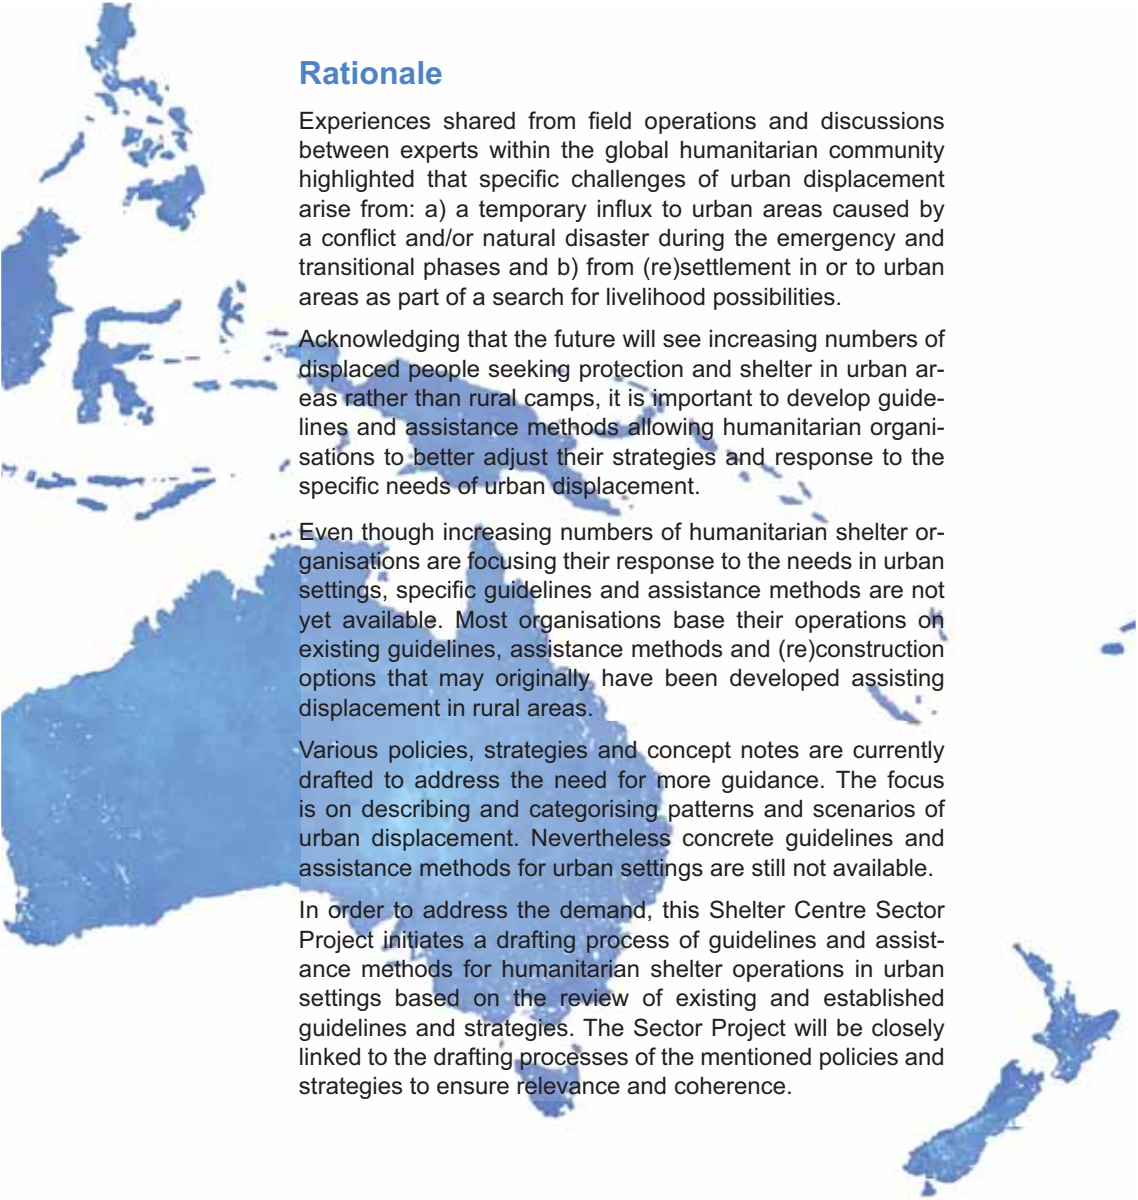 Rationale
Experiences shared from field operations and discussions
between experts within the global humanitarian community
highlighted that specific challenges of urban displacement
arise from: a) a temporary influx to urban areas caused by
a conflict and/or natural disaster during the emergency and
transitional phases and b) from (re)settlement in or to urban
areas as part of a search for livelihood possibilities.
Acknowledging that the future will see increasing numbers of
displaced people seeking protection and shelter in urban ar-
eas rather than rural camps, it is important to develop guide-
lines and assistance methods allowing humanitarian organi-
sations to better adjust their strategies and response to the
specific needs of urban displacement.
Even though increasing numbers of humanitarian shelter or-
ganisations are focusing their response to the needs in urban
settings, specific guidelines and assistance methods are not
yet available. Most organisations base their operations on
existing guidelines, assistance methods and (re)construction
options that may originally have been developed assisting
displacement in rural areas.
Various policies, strategies and concept notes are currently
drafted to address the need for more guidance. The focus
is on describing and categorising patterns and scenarios of
urban displacement. Nevertheless concrete guidelines and
assistance methods for urban settings are still not available.
In order to address the demand, this Shelter Centre Sector
Project initiates a drafting process of guidelines and assist-
ance methods for humanitarian shelter operations in urban
settings based on the review of existing and established
guidelines and strategies. The Sector Project will be closely
linked to the drafting processes of the mentioned policies and
strategies to ensure relevance and coherence.